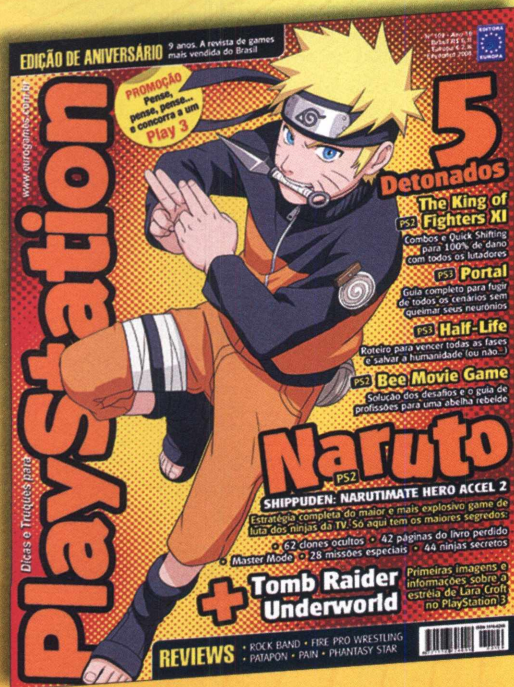 EDIÇÃO DE ANIVERSÁRIO
9 anos. A revista de games
mais vendida do Brasil
EDITORA
EUROPA
PROMOÇÃO
Pense,
pense, pense...
e concorra a um
Play 3
www.eurogames.com.br
Dicas e Truques para
PlayStation
5
Detonados
The King of
PS2 Fighters XI
Combos e Quick Shifting
para 100% de dano
com todos os lutadores
PS3 Portal
Guia completo para fugir
de todos os cenários sem
queimar seus neurônios
PS3 Half-Life
Roteiro para vencer todas as fases
e salvar a humanidade (ou não...)
PS2 Bee Movie Game
Solução dos desafios e o guia de
profissões para uma abelha rebelde
Naruto
PS2
SHIPPUDEN: NARUTIMATE HERO ACCEL 2
Estratégia completa do maior e mais explosivo game de
luta dos ninjas da TV. Só aqui tem os maiores segredos:
• 62 clones ocultos • 42 páginas do livro perdido
• Master Mode • 28 missões especiais • 44 ninjas secretos
+ Tomb Raider
Underworld
Primeiras imagens e
informações sobre a
estréia de Lara Croft
no PlayStation 3
REVIEWS
• ROCK BAND • FIRE PRO WRESTLING
• PATAPON • PAIN • PHANTASY STAR